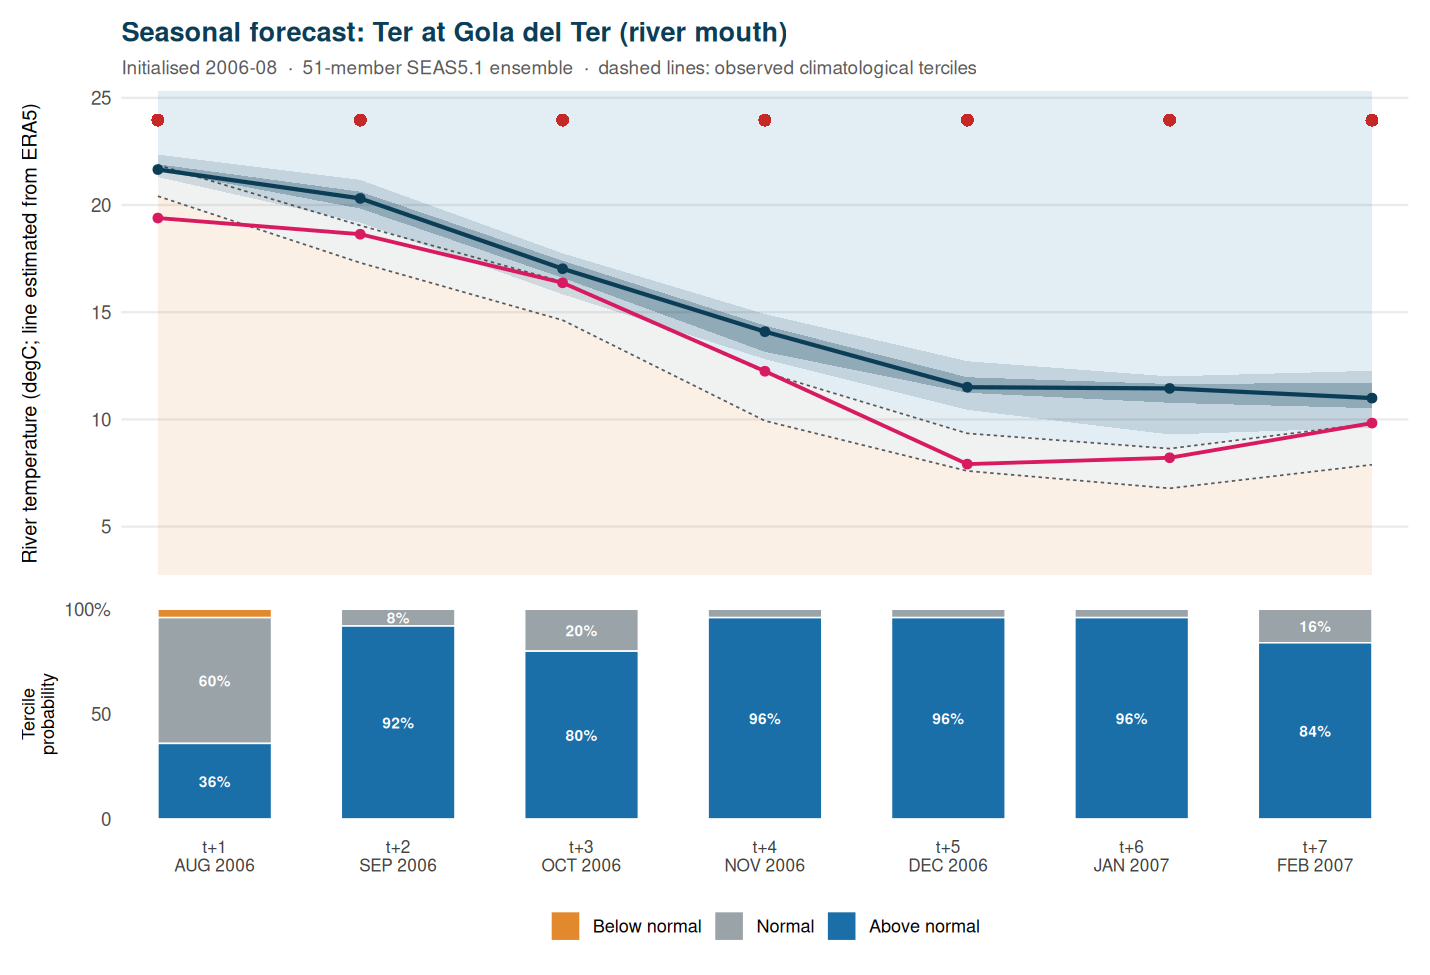 Seasonal forecast: Ter at Gola del Ter (river mouth)
Initialised 2006-08 · 51-member SEAS5.1 ensemble · dashed lines: observed climatological terciles
River temperature (degC; line estimated from ERA5)
25
20
15
10
5
Tercile
probability
100%
50
0
60%
36%
8%
92%
20%
80%
96%
96%
96%
16%
84%
t+1
AUG 2006
t+2
SEP 2006
t+3
OCT 2006
t+4
NOV 2006
t+5
DEC 2006
t+6
JAN 2007
t+7
FEB 2007
Below normal
Normal
Above normal